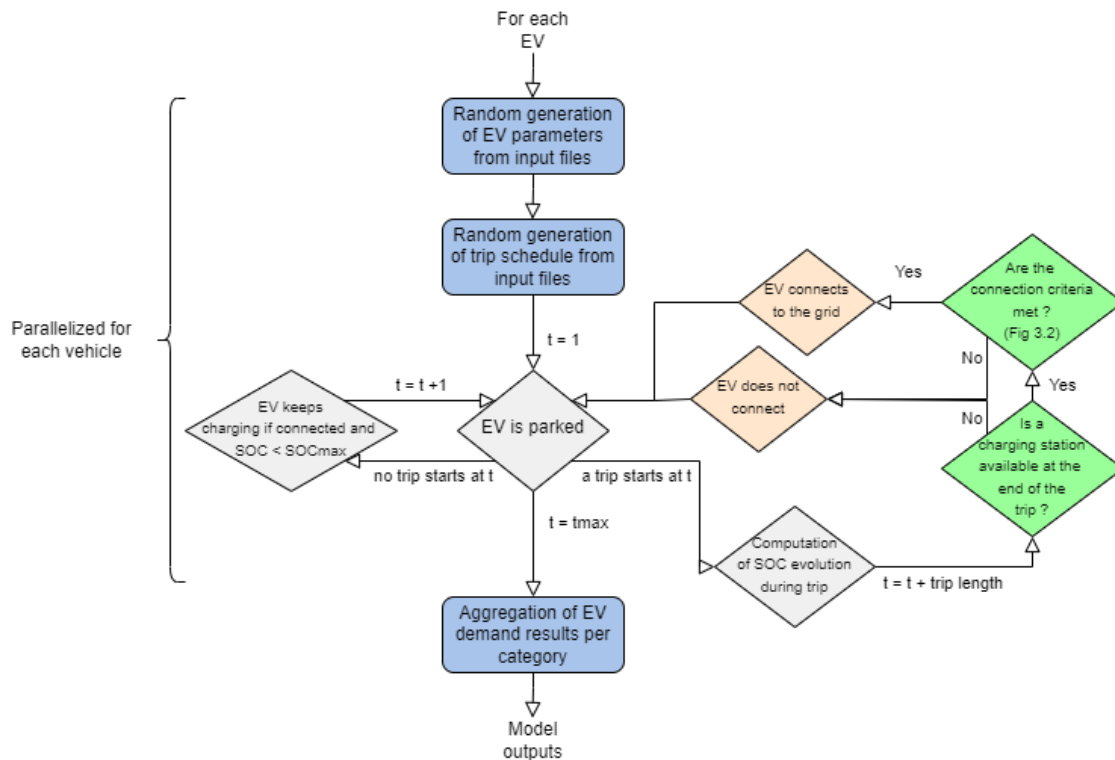 For each
EV
Random generation
of EV parameters
from input files
Random generation
of trip schedule from
input files
Parallelized for
each vehicle
t = 1
EV connects
to the grid
Yes
Are the
connection criteria
met ?
(Fig 3.2)
No
Yes
EV does not
connect
No
Is a
charging station
available at the
end of the
trip ?
t = t +1
EV keeps
charging if connected and
SOC < SOCmax
EV is parked
no trip starts at t
a trip starts at t
t = tmax
Computation
of SOC evolution
during trip
t = t + trip length
Aggregation of EV
demand results per
category
Model
outputs